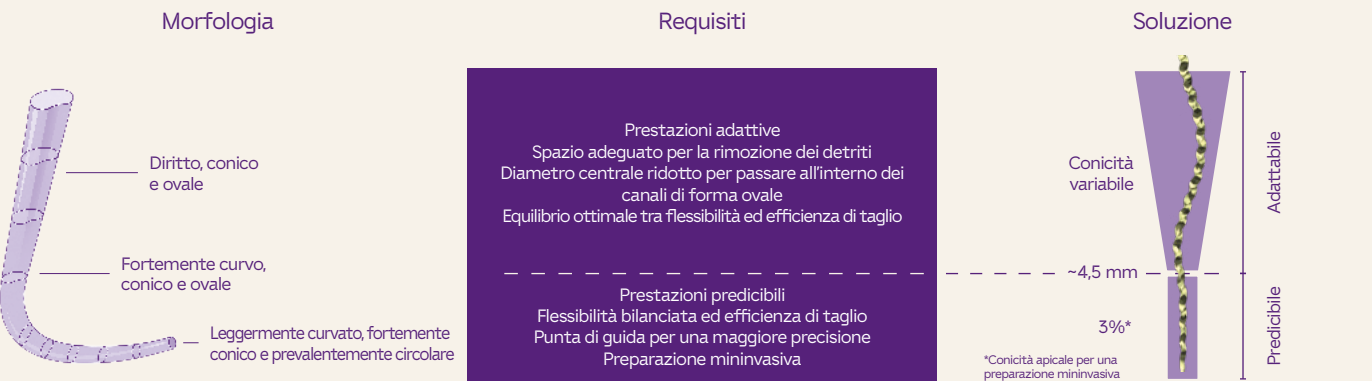 Morfologia
Requisiti
Soluzione
Diritto, conico
e ovale
Fortemente curvo,
conico e ovale
Leggermente curvato, fortemente
conico e prevalentemente circolare
Prestazioni adattive
Spazio adeguato per la rimozione dei detriti
Diametro centrale ridotto per passare all'interno dei
canali di forma ovale
Equilibrio ottimale tra flessibilità ed efficienza di taglio
Prestazioni predicibili
Flessibilità bilanciata ed efficienza di taglio
Punta di guida per una maggiore precisione
Preparazione mininvasiva
Conicità
variabile
~4,5 mm
3%*
*Conicità apicale per una
preparazione mininvasiva
Adattabile
Predicibile